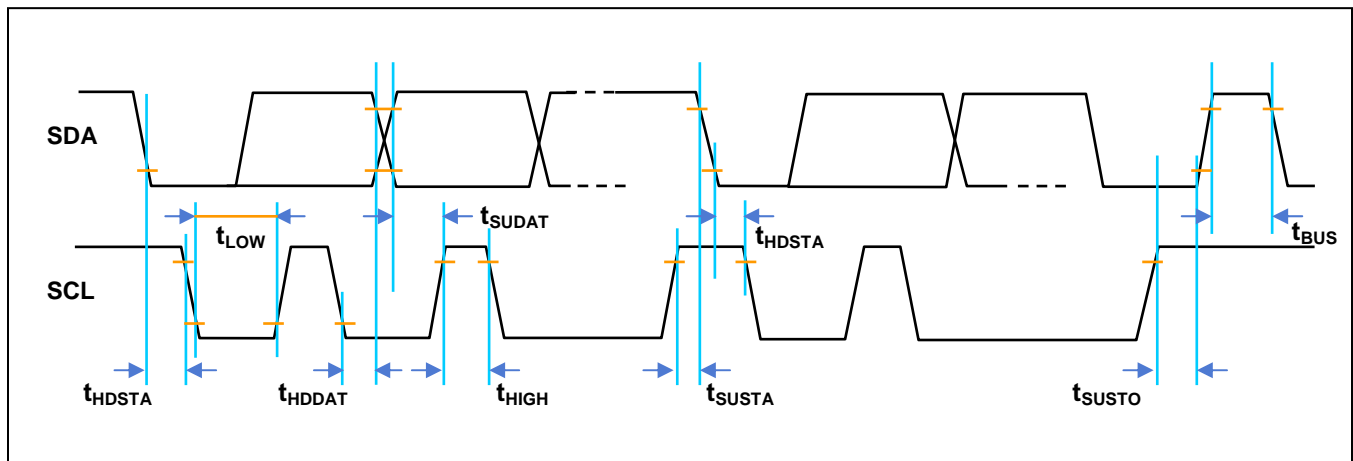 SDA
tSUDAT
tLOW
tHDSTA
tBUS
SCL
tHDSTA
tHDDAT
tHIGH
tSUSTA
tSUSTO